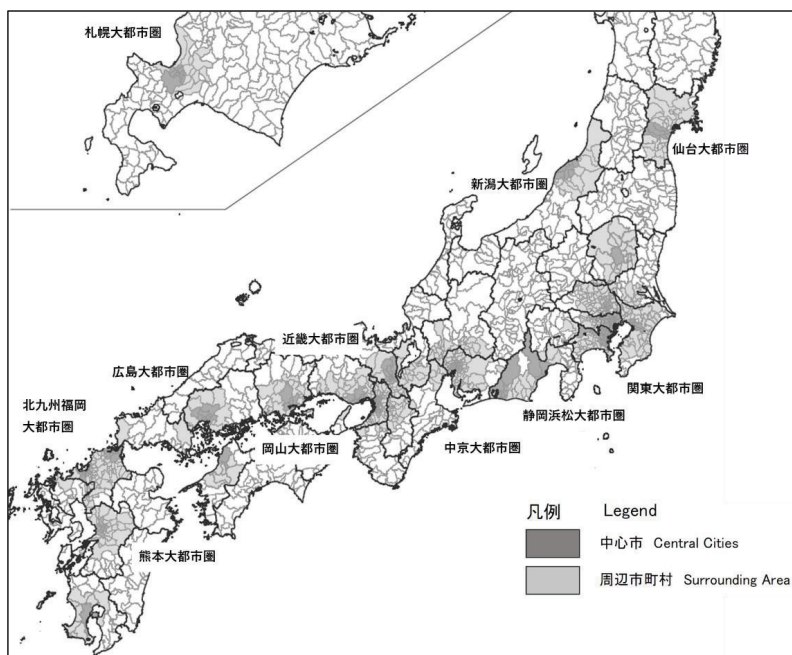 札幌大都市圏
仙台大都市圏
新潟大都市圏
近畿大都市圏
広島大都市圏
北九州福岡
大都市圏
関東大都市圏
静岡浜松大都市圏
岡山大都市圏
中京大都市圏
熊本大都市圏
凡例 Legend
中心市 Central Cities
周辺市町村 Surrounding Area